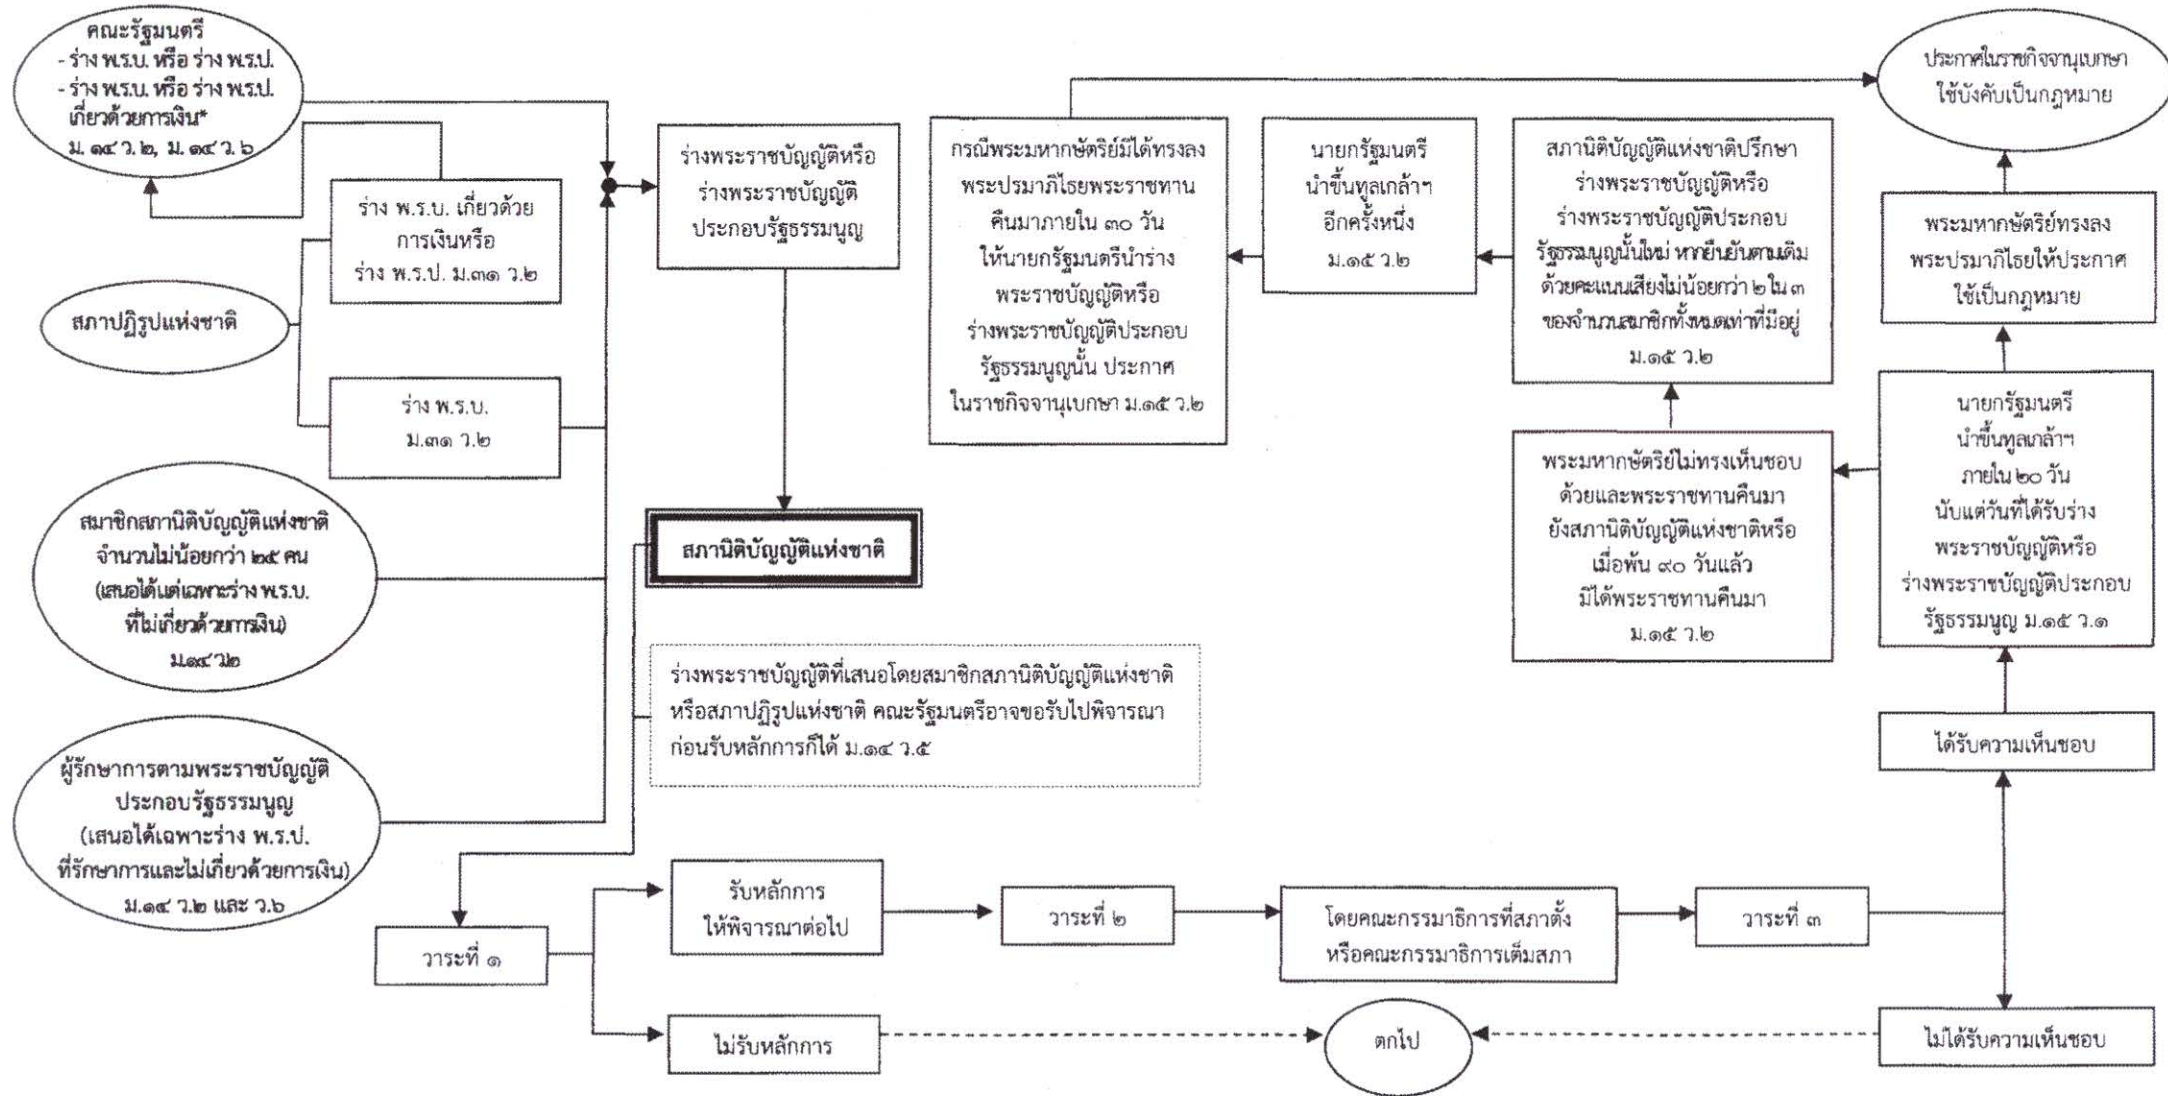 คณะรัฐมนตรี
- ร่าง พ.ร.บ. หรือ ร่าง พ.ร.ป.
- ร่าง พ.ร.บ. หรือ ร่าง พ.ร.ป.
เกี่ยวด้วยการเงิน*
ม. ๑๔ ว. ๒, ม. ๑๔ ว. ๖
ร่าง พ.ร.บ. เกี่ยวด้วย
การเงินหรือ
ร่าง พ.ร.ป. ม.๓๑ ว.๒
สภาปฏิรูปแห่งชาติ
ร่าง พ.ร.บ.
ม.๓๑ ว.๒
สมาชิกสภานิติบัญญัติแห่งชาติ
จำนวนไม่น้อยกว่า ๒๕ คน
(เสนอได้แต่เฉพาะร่าง พ.ร.บ.
ที่ไม่เกี่ยวด้วยการเงิน)
ม.๑๔ ว.๒
ผู้รักษาการตามพระราชบัญญัติ
ประกอบรัฐธรรมนูญ
(เสนอได้เฉพาะร่าง พ.ร.ป.
ที่รักษาการและไม่เกี่ยวด้วยการเงิน)
ม.๑๔ ว.๒ และ ว.๖
ร่างพระราชบัญญัติหรือ
ร่างพระราชบัญญัติ
ประกอบรัฐธรรมนูญ
สภานิติบัญญัติแห่งชาติ
ร่างพระราชบัญญัติที่เสนอโดยสมาชิกสภานิติบัญญัติแห่งชาติ
หรือสภาปฏิรูปแห่งชาติ คณะรัฐมนตรีอาจขอรับไปพิจารณา
ก่อนรับหลักการก็ได้ ม.๑๔ ว.๕
วาระที่ ๑
รับหลักการ
ให้พิจารณาต่อไป
ไม่รับหลักการ
วาระที่ ๒
โดยคณะกรรมาธิการที่สภาตั้ง
หรือคณะกรรมาธิการเต็มสภา
วาระที่ ๓
ตกไป
ไม่ได้รับความเห็นชอบ
ได้รับความเห็นชอบ
นายกรัฐมนตรี
นำขึ้นทูลเกล้าฯ
ภายใน ๒๐ วัน
นับแต่วันที่ได้รับร่าง
พระราชบัญญัติหรือ
ร่างพระราชบัญญัติประกอบ
รัฐธรรมนูญ ม.๑๕ ว.๑
พระมหากษัตริย์ทรงลง
พระปรมาภิไธยให้ประกาศ
ใช้เป็นกฎหมาย
ประกาศในราชกิจจานุเบกษา
ใช้บังคับเป็นกฎหมาย
พระมหากษัตริย์ไม่ทรงเห็นชอบ
ด้วยและพระราชทานคืนมา
ยังสภานิติบัญญัติแห่งชาติหรือ
เมื่อพ้น ๙๐ วันแล้ว
มิได้พระราชทานคืนมา
ม.๑๕ ว.๒
สภานิติบัญญัติแห่งชาติปรึกษา
ร่างพระราชบัญญัติหรือ
ร่างพระราชบัญญัติประกอบ
รัฐธรรมนูญนั้นใหม่ หากยืนยันตามเดิม
ด้วยคะแนนเสียงไม่น้อยกว่า ๒ ใน ๓
ของจำนวนสมาชิกทั้งหมดเท่าที่มีอยู่
ม.๑๕ ว.๒
นายกรัฐมนตรี
นำขึ้นทูลเกล้าฯ
อีกครั้งหนึ่ง
ม.๑๕ ว.๒
กรณีพระมหากษัตริย์มิได้ทรงลง
พระปรมาภิไธยพระราชทาน
คืนมาภายใน ๓๐ วัน
ให้นายกรัฐมนตรีนำร่าง
พระราชบัญญัติหรือ
ร่างพระราชบัญญัติประกอบ
รัฐธรรมนูญนั้น ประกาศ
ในราชกิจจานุเบกษา ม.๑๕ ว.๒